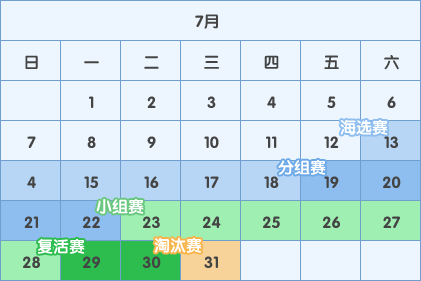 7月
日 一 二 三 四 五 六
1 2 3 4 5 6
海选赛
7 8 9 10 11 12 13
分组赛
4 15 16 17 18 19 20
小组赛
21 22 23 24 25 26 27
复活赛 淘汰赛
28 29 30 31